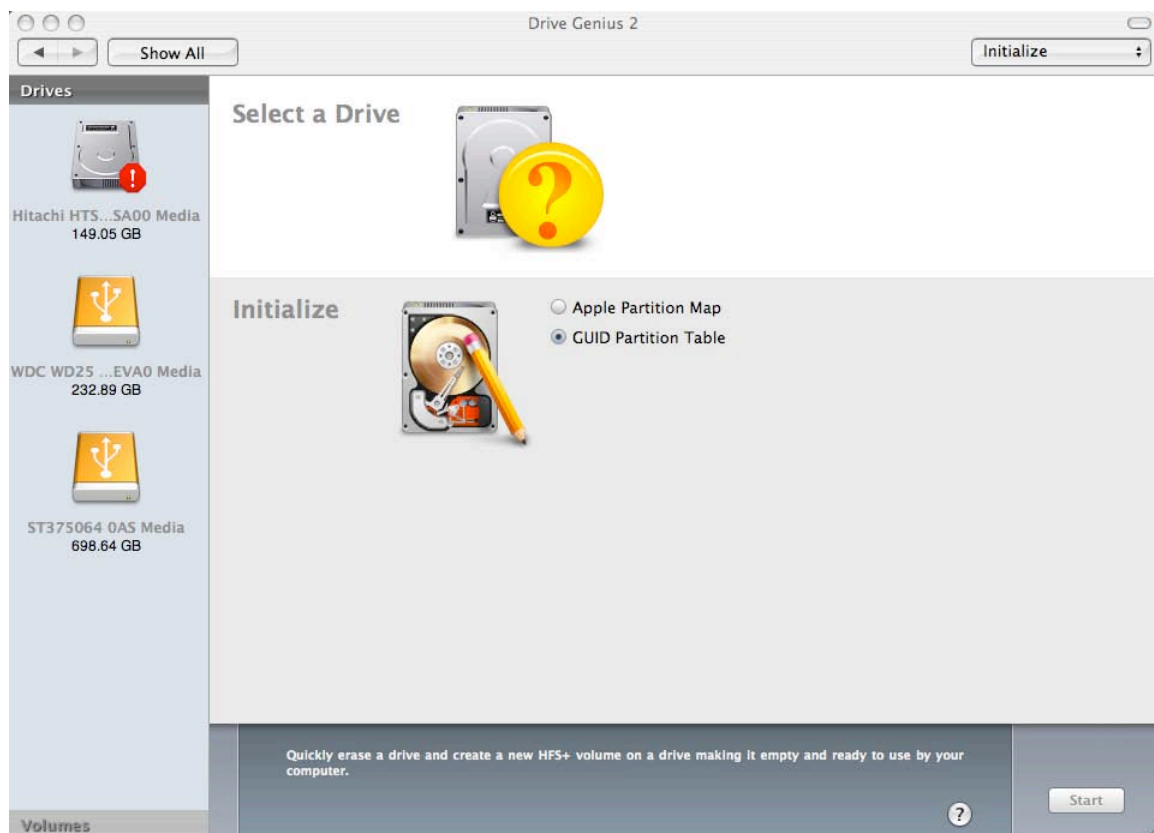 Drive Genius 2
Show All
Initialize
Drives
Hitachi HTS...SA00 Media
149.05 GB
WDC WD25 ...EVA0 Media
232.89 GB
ST375064 0AS Media
698.64 GB
Volumes
Select a Drive
?
Initialize
Apple Partition Map
GUID Partition Table
Quickly erase a drive and create a new HFS+ volume on a drive making it empty and ready to use by your
computer.
?
Start